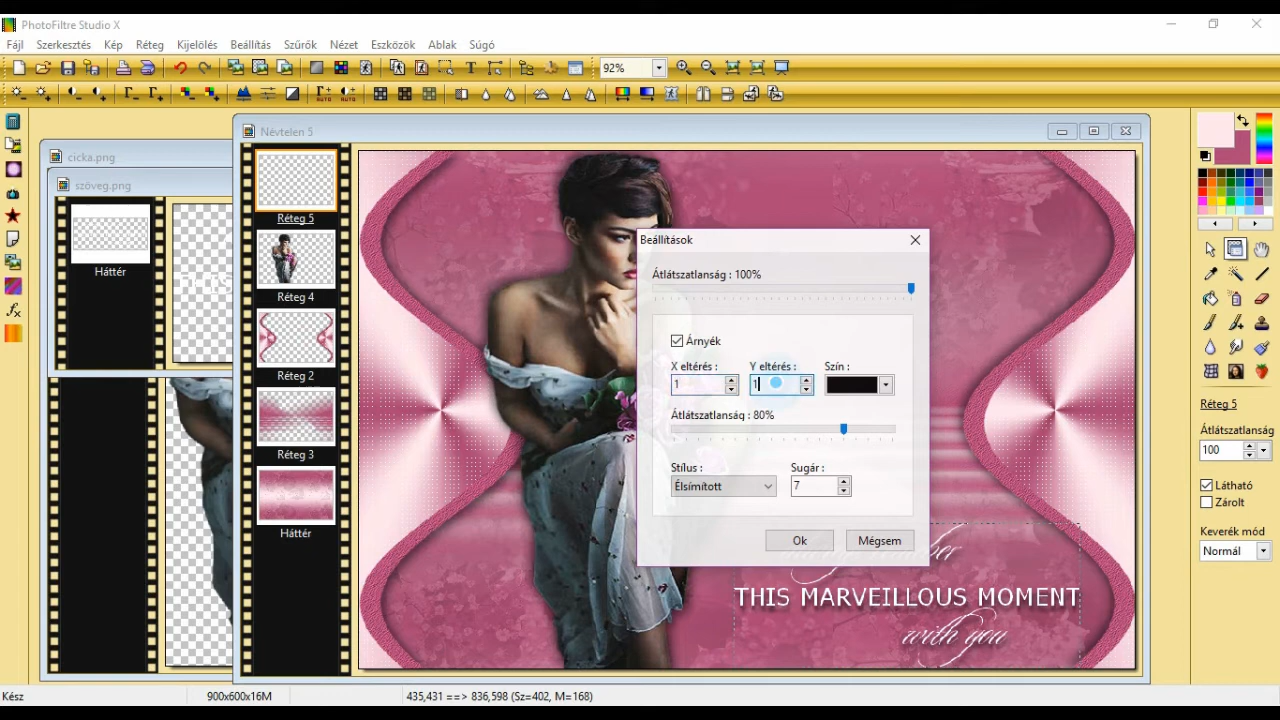 PhotoFiltre Studio X
Fájl Szerkesztés Kép Réteg Kijelölés Beállítás Szűrők Nézet Eszközök Ablak Súgó
92%
Névtelen 5
cicka.png
szöveg.png
Háttér
Réteg 5
Réteg 4
Réteg 2
Réteg 3
Háttér
Beállítások
Átlátszatlanság : 100%
Árnyék
X eltérés : Y eltérés : Szín :
1 1
Átlátszatlanság : 80%
Stílus : Sugár :
Élsímított 7
Ok Mégsem
THIS MARVEILLOUS MOMENT
with you
Réteg 5
Átlátszatlanság
100
Látható
Zárolt
Keverék mód
Normál
Kész 900x600x16M 435,431 ==> 836,598 (Sz=402, M=168)